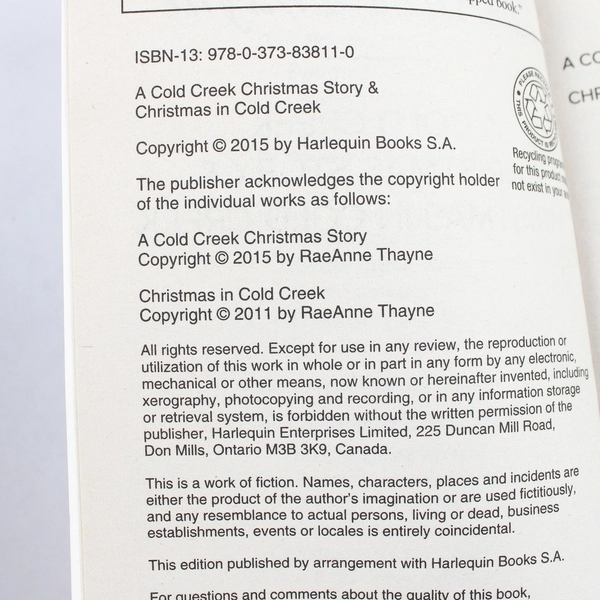 book."
ISBN-13: 978-0-373-83811-0
A Cold Creek Christmas Story &
Christmas in Cold Creek
Copyright © 2015 by Harlequin Books S.A.
The publisher acknowledges the copyright holder
of the individual works as follows:
A Cold Creek Christmas Story
Copyright © 2015 by RaeAnne Thayne
Christmas in Cold Creek
Copyright © 2011 by RaeAnne Thayne
All rights reserved. Except for use in any review, the reproduction or
utilization of this work in whole or in part in any form by any electronic,
mechanical or other means, now known or hereinafter invented, including
xerography, photocopying and recording, or in any information storage
or retrieval system, is forbidden without the written permission of the
publisher, Harlequin Enterprises Limited, 225 Duncan Mill Road,
Don Mills, Ontario M3B 3K9, Canada.
This is a work of fiction. Names, characters, places and incidents are
either the product of the author's imagination or are used fictitiously,
and any resemblance to actual persons, living or dead, business
establishments, events or locales is entirely coincidental.
This edition published by arrangement with Harlequin Books S.A.
For questions and comments about the quality of this book,
PLEASE
THIS PRODUCT IS
Recycling
for this product
not exist in your
A